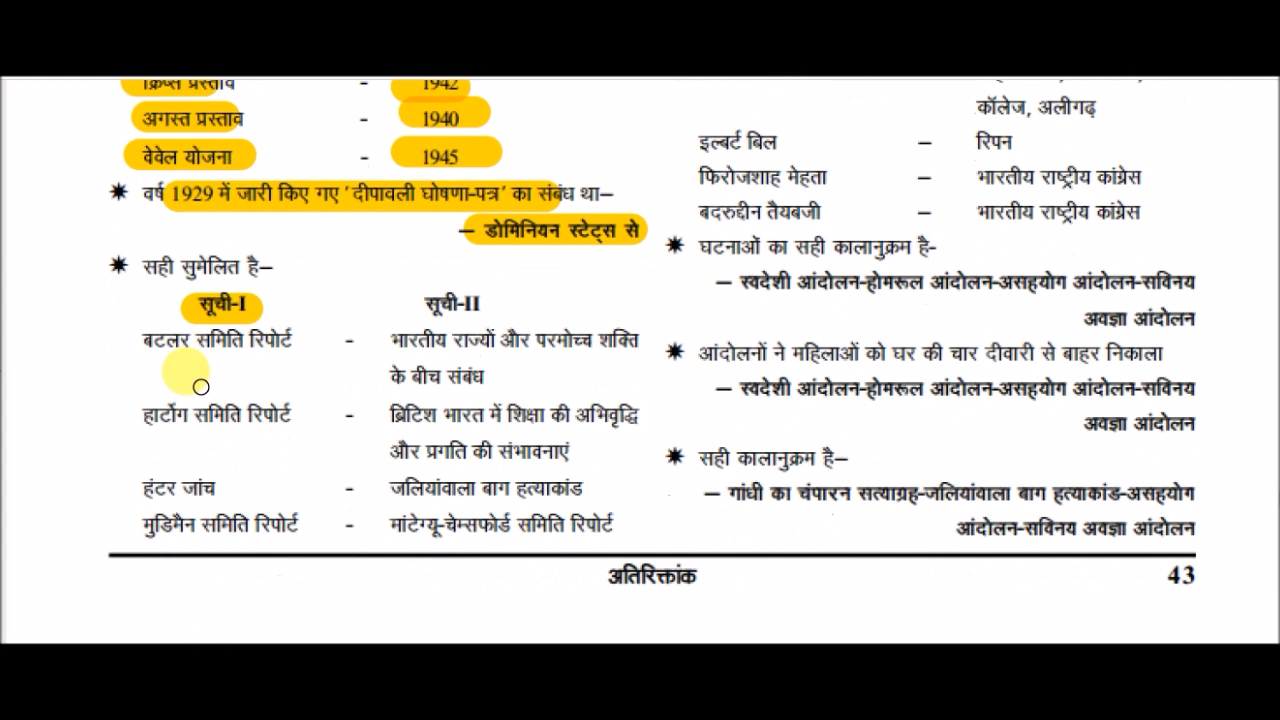 क्रिप्स प्रस्ताव - 1942
अगस्त प्रस्ताव - 1940
वेवेल योजना - 1945
✷ वर्ष 1929 में जारी किए गए 'दीपावली घोषणा-पत्र' का संबंध था–
– डोमिनियन स्टेट्स से
✷ सही सुमेलित है–
सूची-I सूची-II
बटलर समिति रिपोर्ट - भारतीय राज्यों और परमोच्च शक्ति
के बीच संबंध
हार्टोग समिति रिपोर्ट - ब्रिटिश भारत में शिक्षा की अभिवृद्धि
और प्रगति की संभावनाएं
हंटर जांच - जलियांवाला बाग हत्याकांड
मुडिमैन समिति रिपोर्ट - मांटेग्यू-चेम्सफोर्ड समिति रिपोर्ट
कॉलेज, अलीगढ़
इल्बर्ट बिल – रिपन
फिरोजशाह मेहता – भारतीय राष्ट्रीय कांग्रेस
बदरुद्दीन तैयबजी – भारतीय राष्ट्रीय कांग्रेस
✷ घटनाओं का सही कालानुक्रम है-
– स्वदेशी आंदोलन-होमरूल आंदोलन-असहयोग आंदोलन-सविनय
अवज्ञा आंदोलन
✷ आंदोलनों ने महिलाओं को घर की चार दीवारी से बाहर निकाला
– स्वदेशी आंदोलन-होमरूल आंदोलन-असहयोग आंदोलन-सविनय
अवज्ञा आंदोलन
✷ सही कालानुक्रम है–
– गांधी का चंपारन सत्याग्रह-जलियांवाला बाग हत्याकांड-असहयोग
आंदोलन-सविनय अवज्ञा आंदोलन
अतिरिक्तांक 43